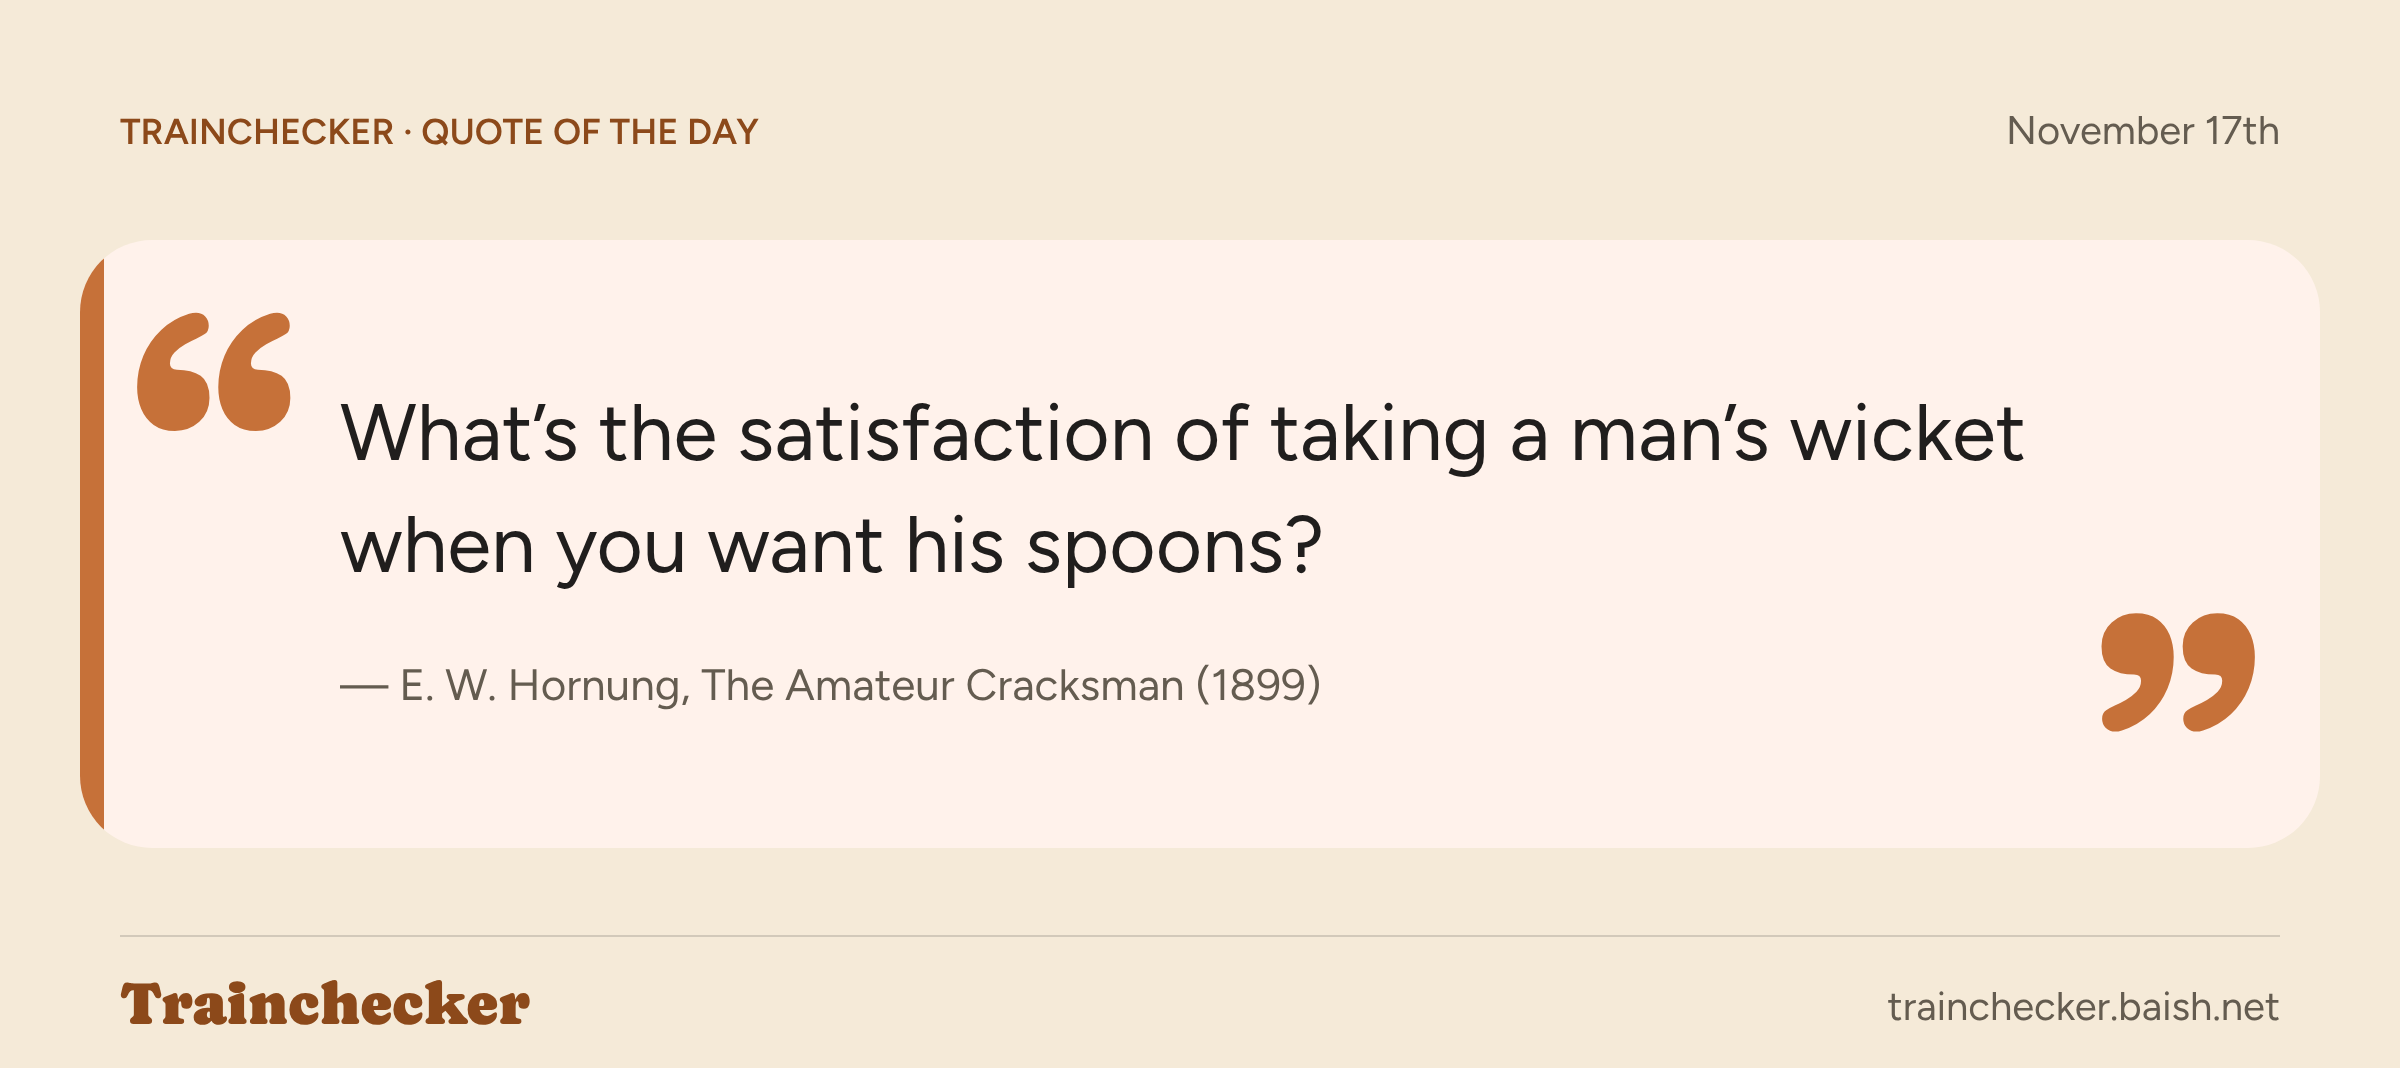 TRAINCHECKER · QUOTE OF THE DAY
November 17th
“
What’s the satisfaction of taking a man’s wicket
when you want his spoons?
”
— E. W. Hornung, The Amateur Cracksman (1899)
Trainchecker
trainchecker.baish.net